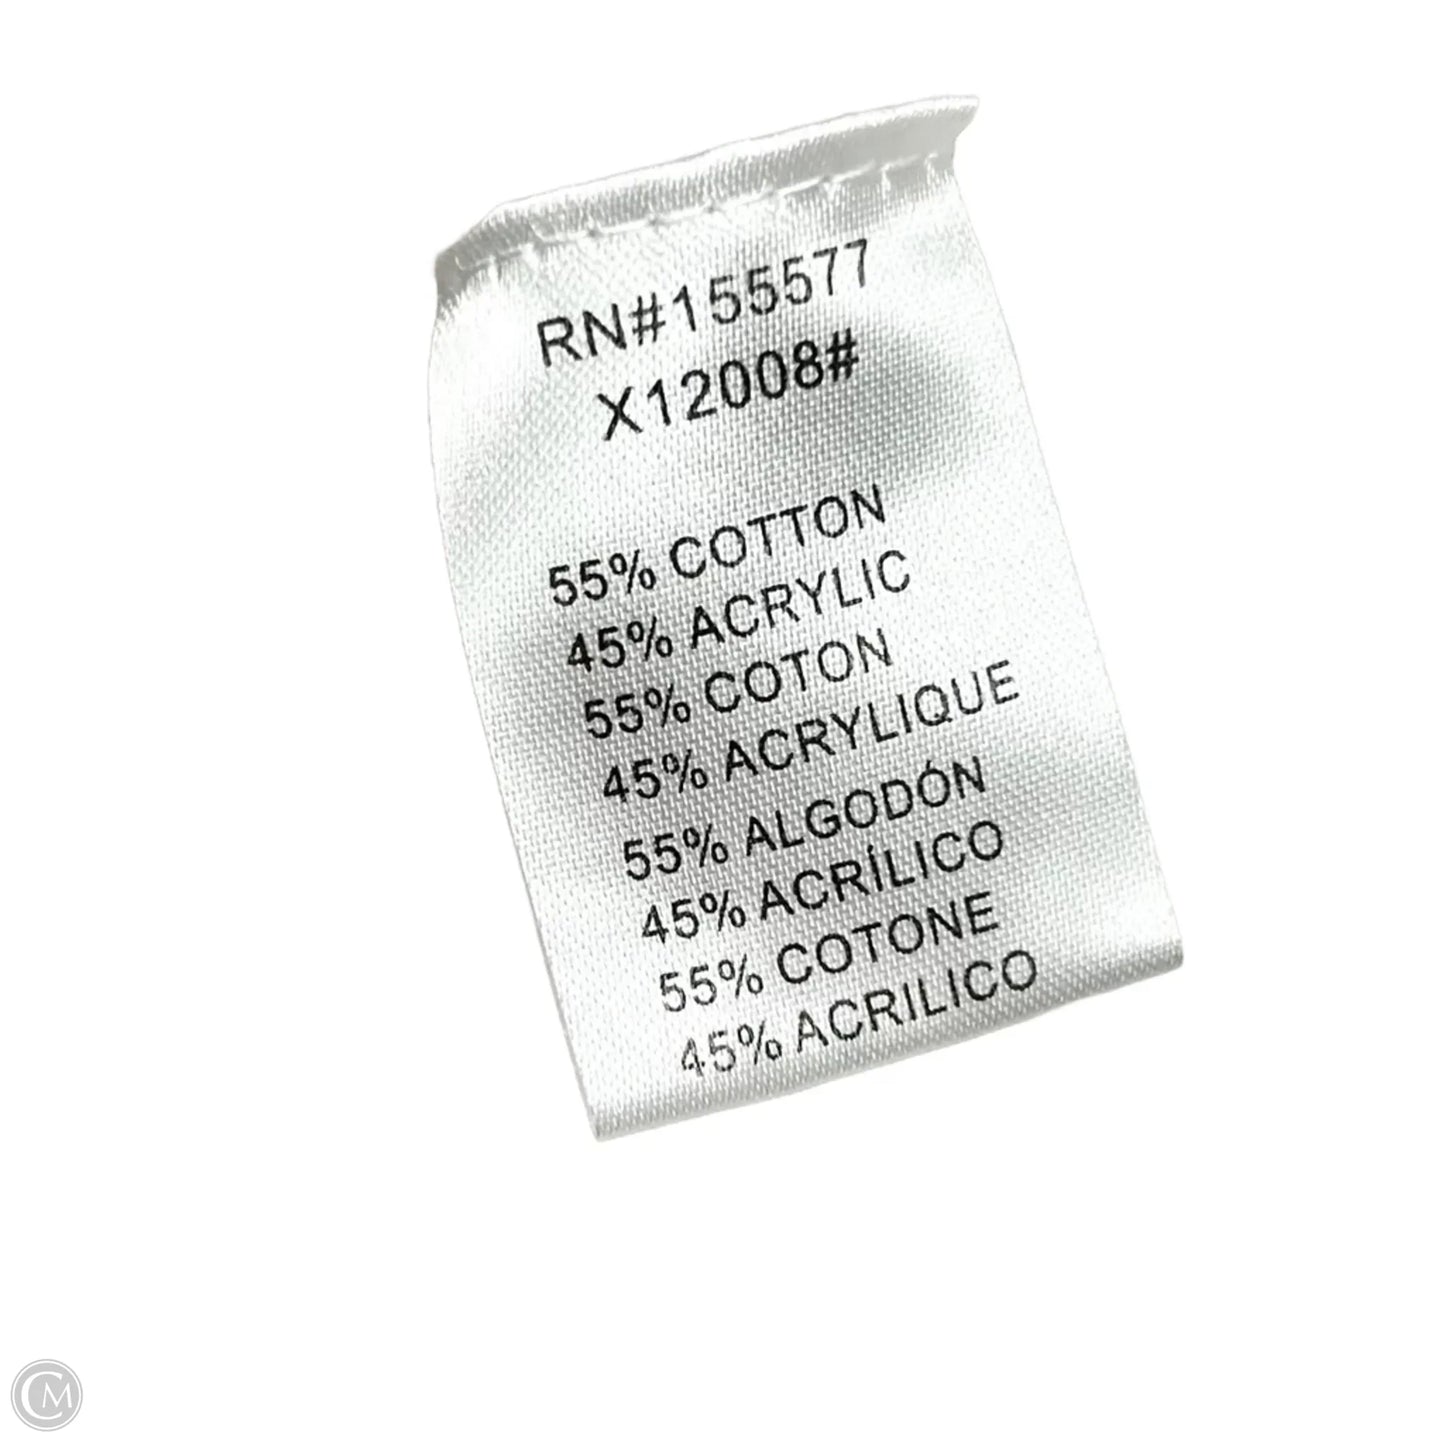 RN#155577
X12008#
55% COTTON
45% ACRYLIC
55% COTON
45% ACRYLIQUE
55% ALGODÓN
45% ACRÍLICO
55% COTONE
45% ACRILICO
CM